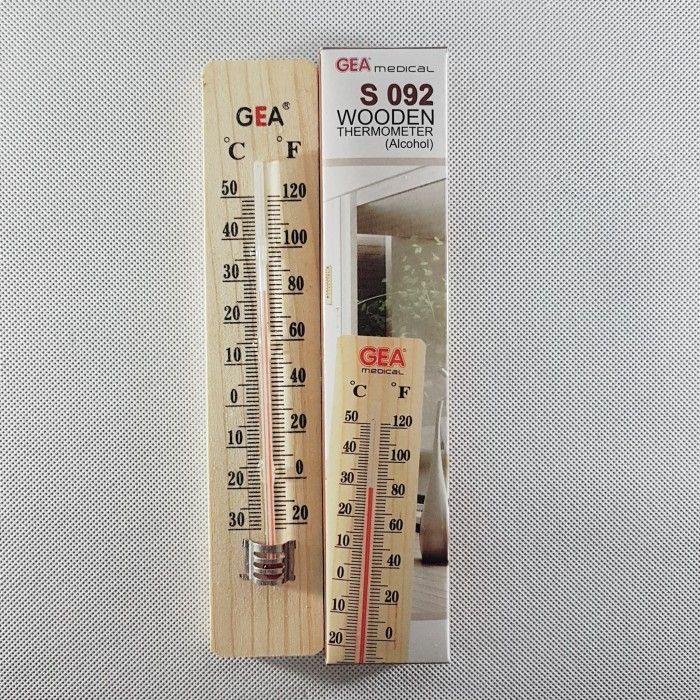 GEA®
°C °F
50 120
40 100
30 80
20 60
10 40
0 20
10 0
20 20
30
GEA medical
S 092
WOODEN
THERMOMETER
(Alcohol)
GEA
MEDICAL
°C °F
50 120
40 100
30 80
20 60
10 40
0 20
10 0
20